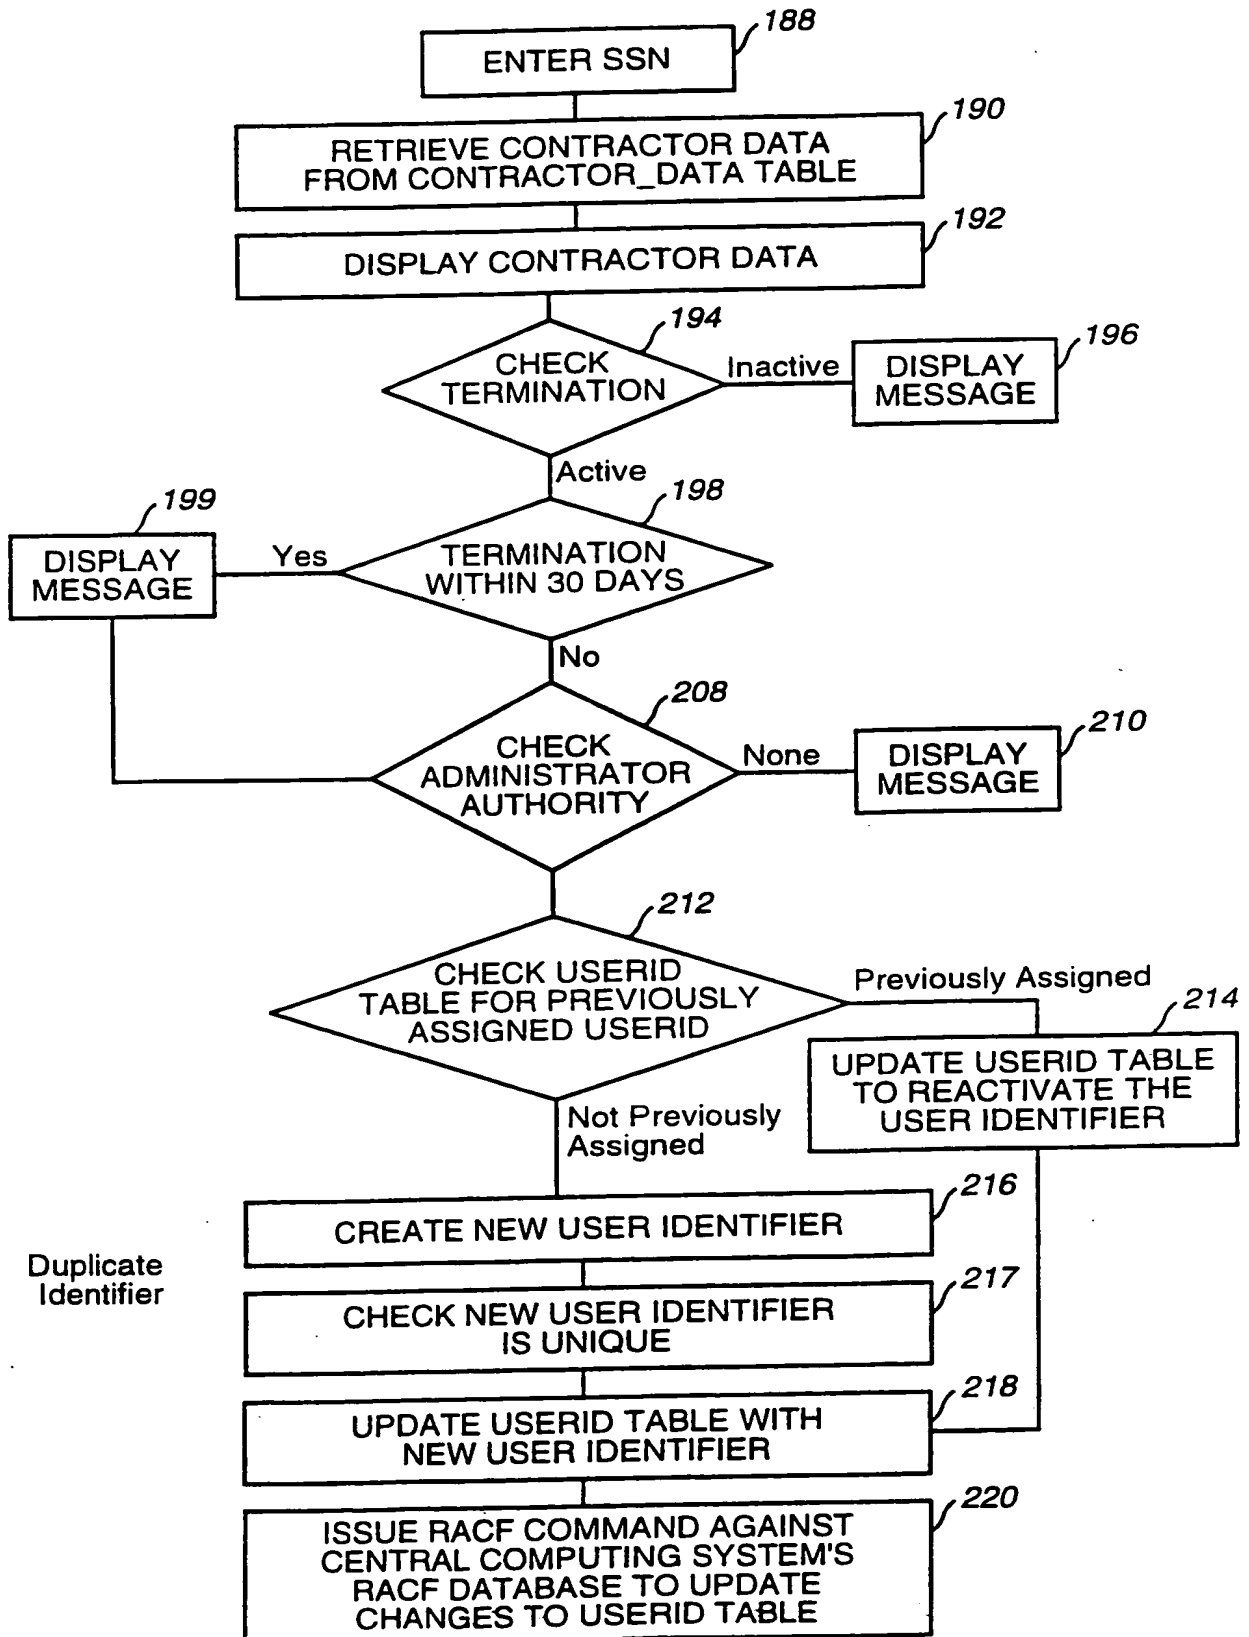 188
ENTER SSN
190
RETRIEVE CONTRACTOR DATA
FROM CONTRACTOR_DATA TABLE
192
DISPLAY CONTRACTOR DATA
194
CHECK
TERMINATION
Inactive
196
DISPLAY
MESSAGE
Active
198
TERMINATION
WITHIN 30 DAYS
Yes
199
DISPLAY
MESSAGE
No
208
CHECK
ADMINISTRATOR
AUTHORITY
None
210
DISPLAY
MESSAGE
212
CHECK USERID
TABLE FOR PREVIOUSLY
ASSIGNED USERID
Previously Assigned
214
UPDATE USERID TABLE
TO REACTIVATE THE
USER IDENTIFIER
Not Previously
Assigned
216
CREATE NEW USER IDENTIFIER
Duplicate
Identifier
217
CHECK NEW USER IDENTIFIER
IS UNIQUE
218
UPDATE USERID TABLE WITH
NEW USER IDENTIFIER
220
ISSUE RACF COMMAND AGAINST
CENTRAL COMPUTING SYSTEM'S
RACF DATABASE TO UPDATE
CHANGES TO USERID TABLE